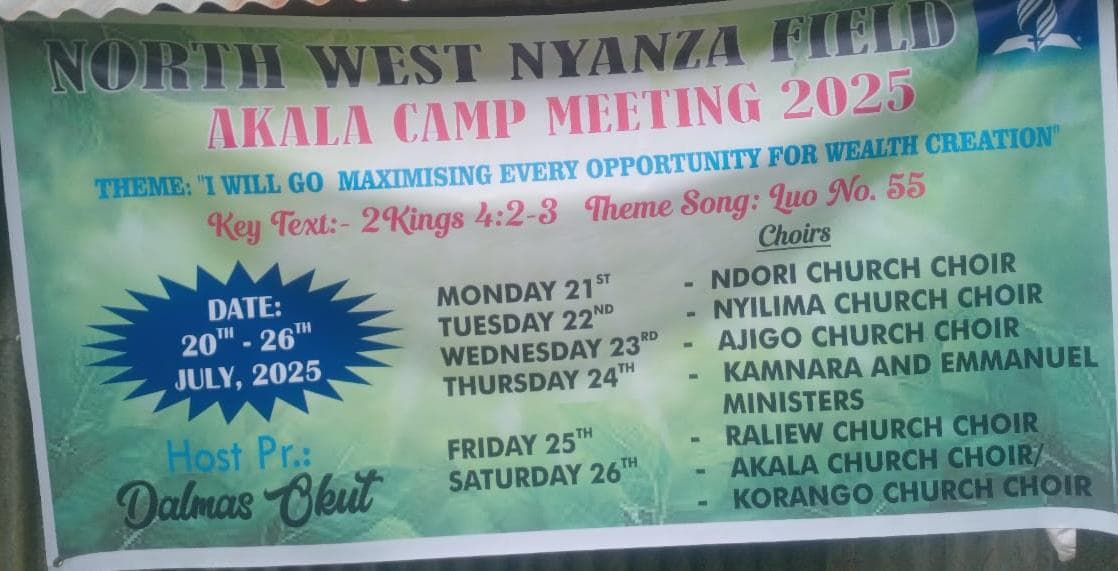 NORTH WEST NYANZA FIELD
AKALA CAMP MEETING 2025
THEME: "I WILL GO MAXIMISING EVERY OPPORTUNITY FOR WEALTH CREATION"
Key Text:- 2Kings 4:2-3 Theme Song: Luo No. 55
Choirs
DATE:
20TH - 26TH
JULY, 2025
Host Pr.:
Dalmas Okut
MONDAY 21ST - NDORI CHURCH CHOIR
TUESDAY 22ND - NYILIMA CHURCH CHOIR
WEDNESDAY 23RD - AJIGO CHURCH CHOIR
THURSDAY 24TH - KAMNARA AND EMMANUEL
MINISTERS
FRIDAY 25TH - RALIEW CHURCH CHOIR
SATURDAY 26TH - AKALA CHURCH CHOIR/
- KORANGO CHURCH CHOIR